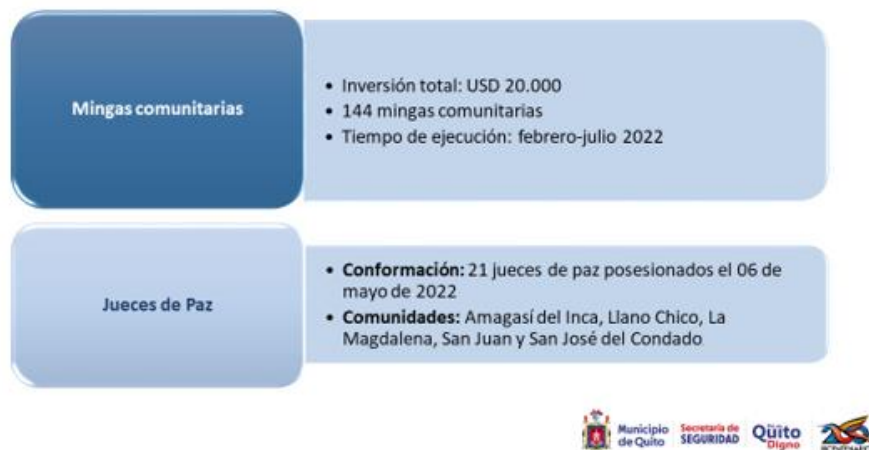 Mingas comunitarias
• Inversión total: USD 20.000
• 144 mingas comunitarias
• Tiempo de ejecución: febrero-julio 2022
Jueces de Paz
• Conformación: 21 jueces de paz posesionados el 06 de
mayo de 2022
• Comunidades: Amagasí del Inca, Llano Chico, La
Magdalena, San Juan y San José del Condado
Municipio
de Quito
Secretaría de
SEGURIDAD
Quito
Digno
BICENTENARIO